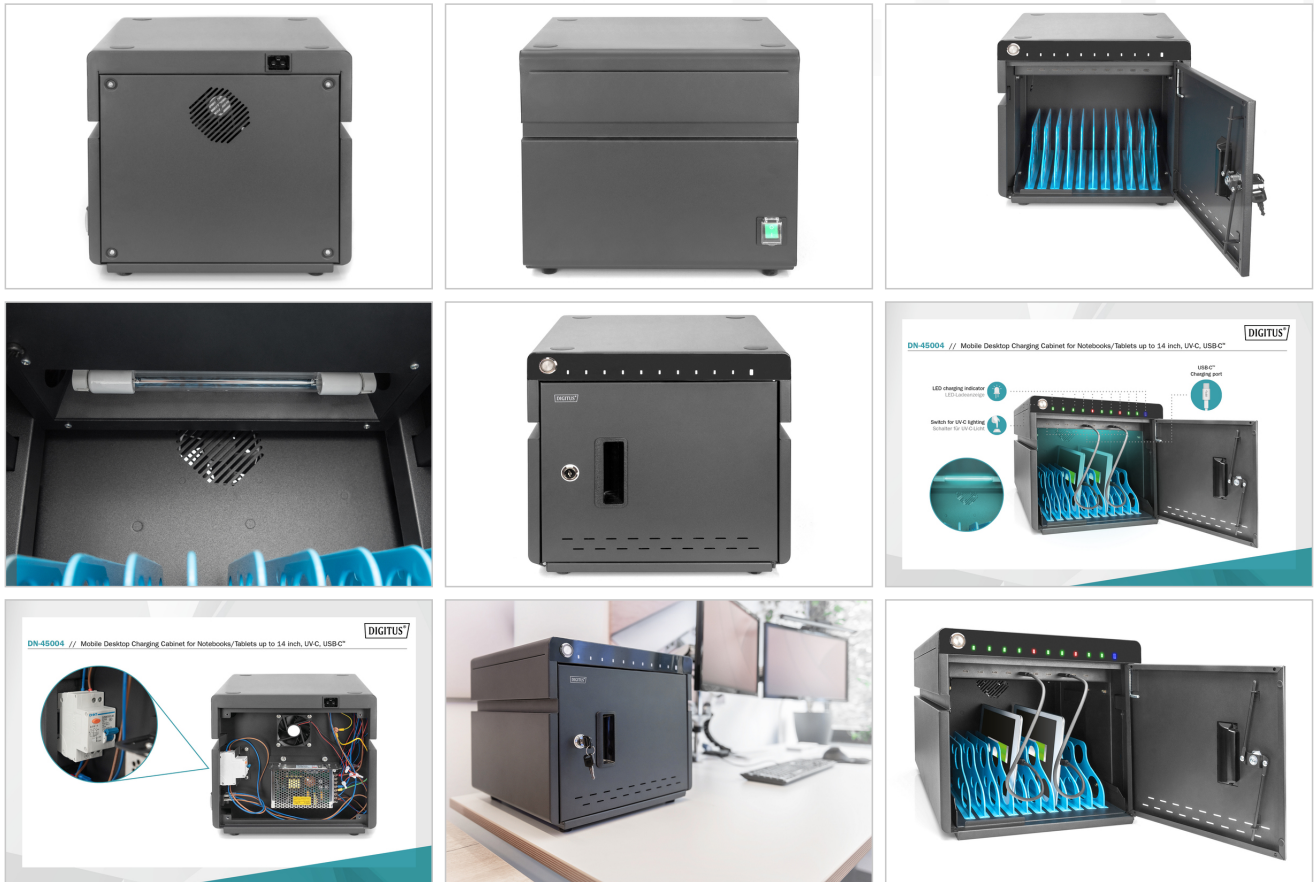 DIGITUS
DIGITUS®
DN-45004 // Mobile Desktop Charging Cabinet for Notebooks/Tablets up to 14 inch, UV-C, USB-C™
USB-C™
Charging port
LED charging indicator
LED-Ladeanzeige
Switch for UV-C lighting
Schalter für UV-C-Licht
DIGITUS®
DN-45004 // Mobile Desktop Charging Cabinet for Notebooks/Tablets up to 14 inch, UV-C, USB-C™
DIGITUS